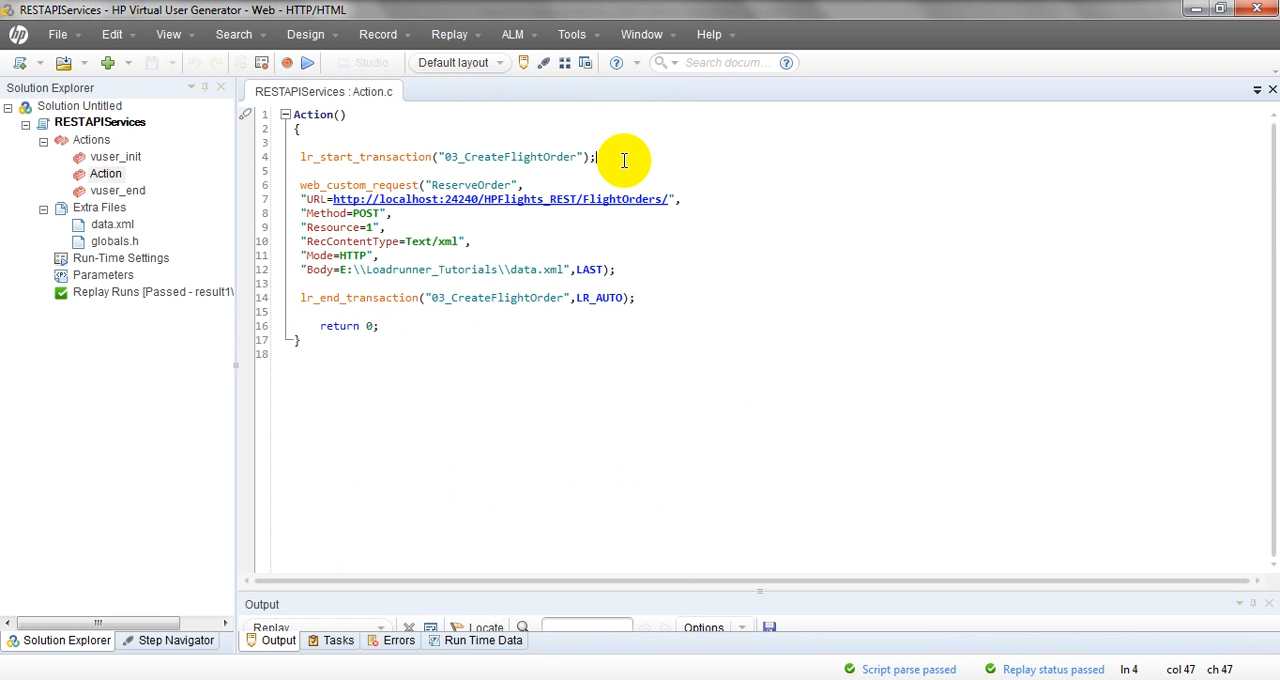 RESTAPIServices - HP Virtual User Generator - Web - HTTP/HTML
hp File Edit View Search Design Record Replay ALM Tools Window Help
Studio Default layout Search docum...
Solution Explorer
RESTAPIServices : Action.c
Solution Untitled
RESTAPIServices
Actions
vuser_init
Action
vuser_end
Extra Files
data.xml
globals.h
Run-Time Settings
Parameters
Replay Runs [Passed - result1\
1 Action()
2 {
3
4 lr_start_transaction("03_CreateFlightOrder");
5
6 web_custom_request("ReserveOrder",
7 "URL=http://localhost:24240/HPFlights_REST/FlightOrders/",
8 "Method=POST",
9 "Resource=1",
10 "RecContentType=Text/xml",
11 "Mode=HTTP",
12 "Body=E:\\Loadrunner_Tutorials\\data.xml",LAST);
13
14 lr_end_transaction("03_CreateFlightOrder",LR_AUTO);
15
16 return 0;
17 }
18
Output
Replay Locate Options
Solution Explorer Step Navigator
Output Tasks Errors Run Time Data
Script parse passed Replay status passed ln 4 col 47 ch 47